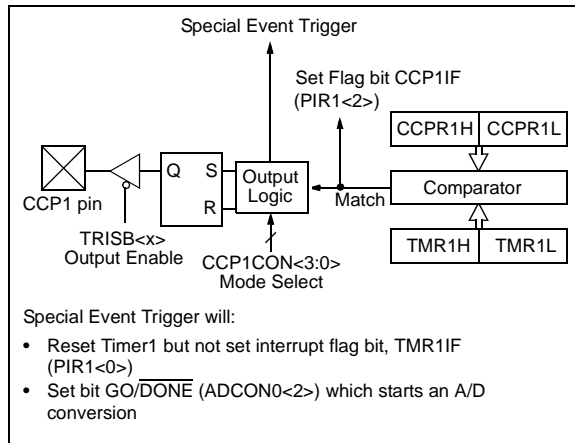 Special Event Trigger
Set Flag bit CCP1IF
(PIR1<2>)
CCPR1H CCPR1L
Q S Output
Logic
R
Match
Comparator
CCP1 pin
TRISB<x>
Output Enable
TMR1H TMR1L
CCP1CON<3:0>
Mode Select
Special Event Trigger will:
• Reset Timer1 but not set interrupt flag bit, TMR1IF
(PIR1<0>)
• Set bit GO/DONE (ADCON0<2>) which starts an A/D
conversion